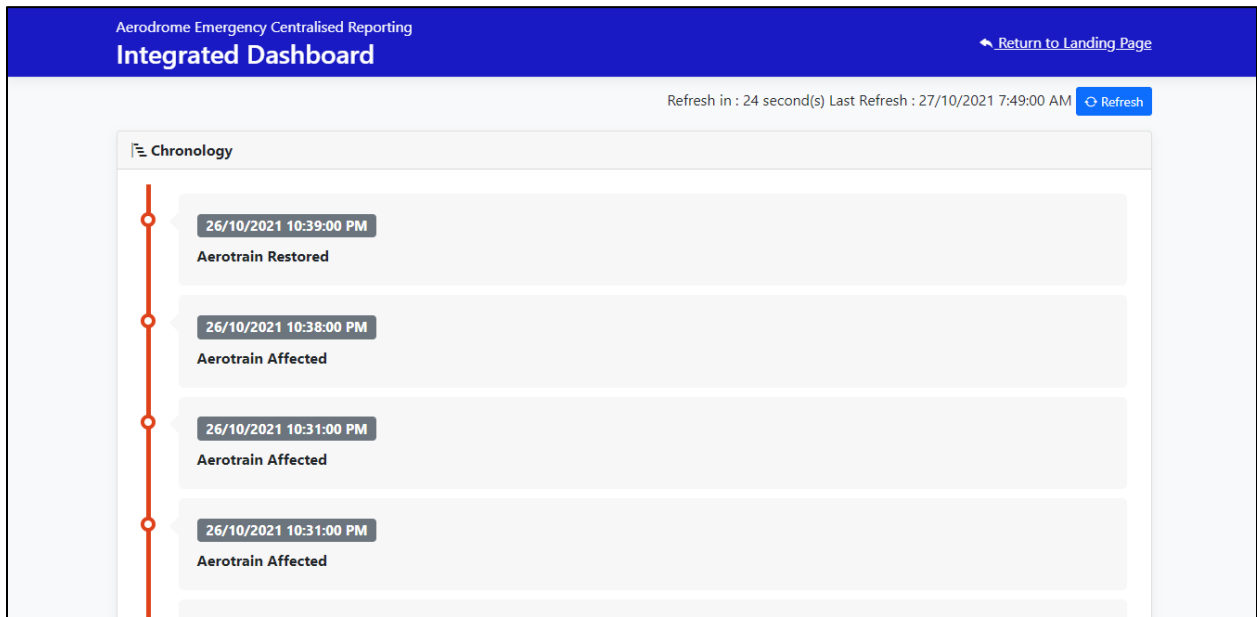 Aerodrome Emergency Centralised Reporting
Integrated Dashboard
Return to Landing Page
Refresh in : 24 second(s) Last Refresh : 27/10/2021 7:49:00 AM Refresh
Chronology
26/10/2021 10:39:00 PM
Aerotrain Restored
26/10/2021 10:38:00 PM
Aerotrain Affected
26/10/2021 10:31:00 PM
Aerotrain Affected
26/10/2021 10:31:00 PM
Aerotrain Affected